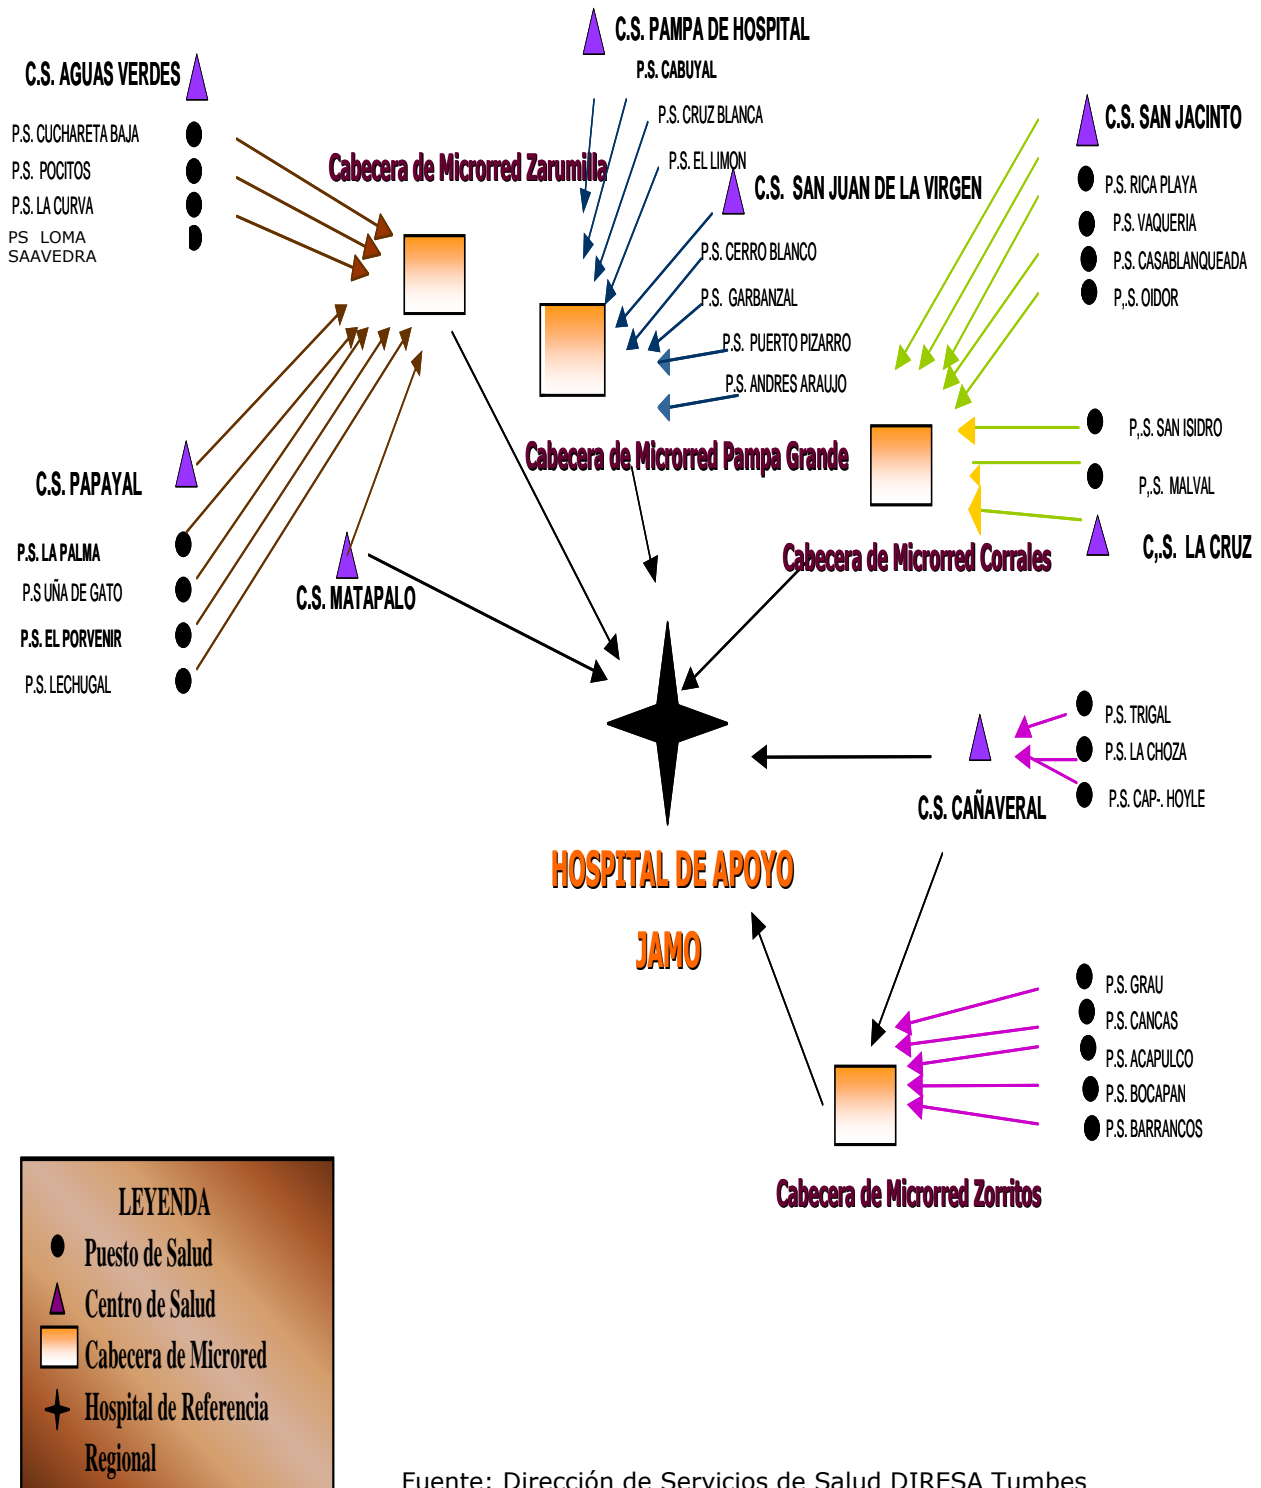 C.S. PAMPA DE HOSPITAL
P.S. CABUYAL
P.S. CRUZ BLANCA
P.S. EL LIMON
C.S. AGUAS VERDES
P.S. CUCHARETA BAJA
P.S. POCITOS
P.S. LA CURVA
PS LOMA
SAAVEDRA
Cabecera de Microrred Zarumilla
C.S. SAN JUAN DE LA VIRGEN
P.S. CERRO BLANCO
P.S. GARBANZAL
P.S. PUERTO PIZARRO
P.S. ANDRES ARAUJO
C.S. SAN JACINTO
P.S. RICA PLAYA
P.S. VAQUERIA
P.S. CASABLANQUEADA
P,.S. OIDOR
P,.S. SAN ISIDRO
P,.S. MALVAL
C,.S. LA CRUZ
Cabecera de Microrred Pampa Grande
Cabecera de Microrred Corrales
C.S. PAPAYAL
P.S. LA PALMA
P.S UÑA DE GATO
P.S. EL PORVENIR
P.S. LECHUGAL
C.S. MATAPALO
P.S. TRIGAL
P.S. LA CHOZA
P.S. CAP-. HOYLE
C.S. CAÑAVERAL
HOSPITAL DE APOYO
JAMO
P.S. GRAU
P.S. CANCAS
P.S. ACAPULCO
P.S. BOCAPAN
P.S. BARRANCOS
Cabecera de Microrred Zorritos
LEYENDA
Puesto de Salud
Centro de Salud
Cabecera de Microred
Hospital de Referencia
Regional
Fuente: Dirección de Servicios de Salud DIRESA Tumbes